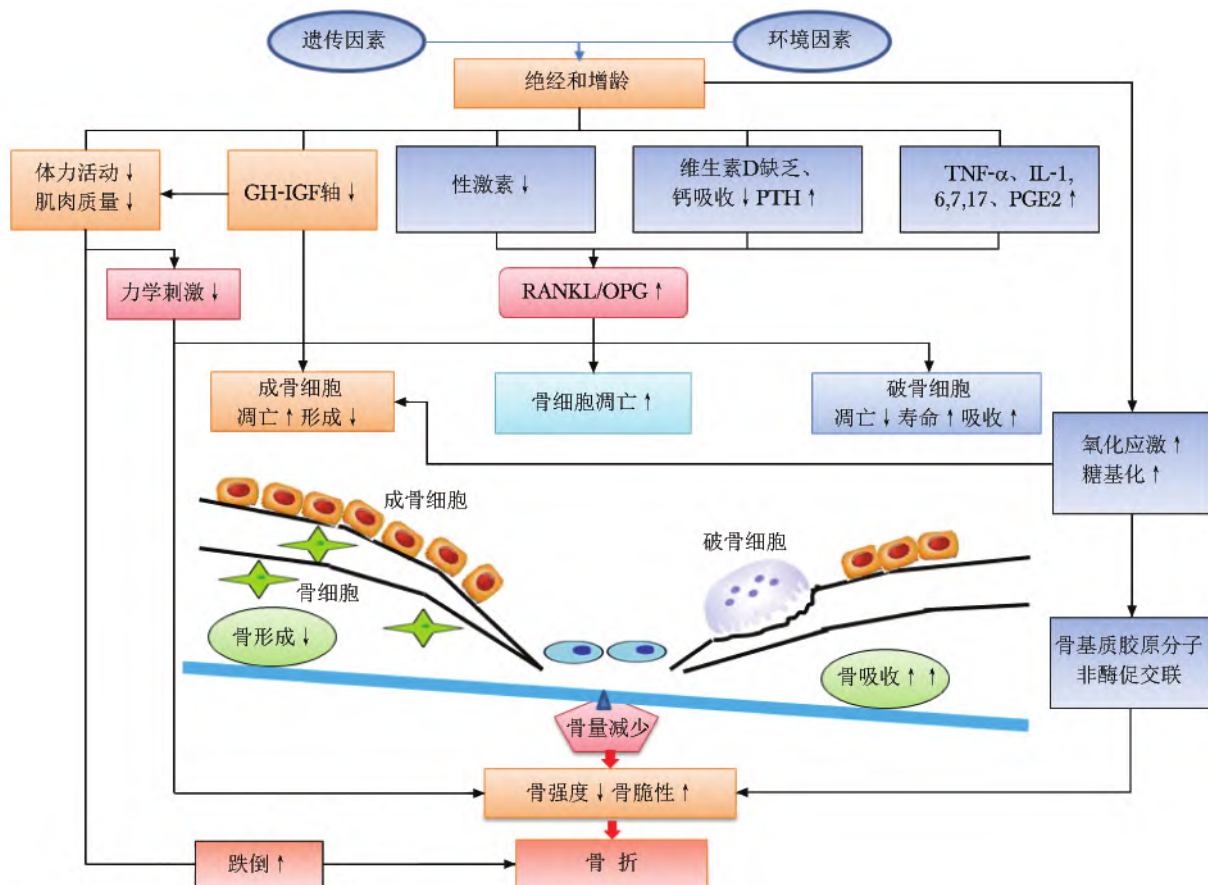 遗传因素
环境因素
绝经和增龄
体力活动↓
肌肉质量↓
GH-IGF轴↓
性激素↓
维生素D缺乏、
钙吸收↓PTH↑
TNF-α、IL-1,
6,7,17、PGE2↑
力学刺激↓
RANKL/OPG↑
成骨细胞
凋亡↑形成↓
骨细胞凋亡↑
破骨细胞
凋亡↓寿命↑吸收↑
氧化应激↑
糖基化↑
成骨细胞
破骨细胞
骨细胞
骨形成↓
骨吸收↑↑
骨基质胶原分子
非酶促交联
骨量减少
骨强度↓骨脆性↑
跌倒↑
骨 折